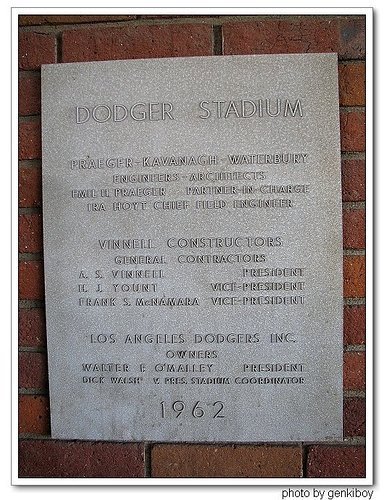 DODGER STADIUM
PRAEGER-KAVANAGH-WATERBURY
ENGINEERS-ARCHITECTS
EMIL H PRAEGER PARTNER-IN-CHARGE
IRA HOYT CHIEF FIELD ENGINEER
VINNELL CONSTRUCTORS
GENERAL CONTRACTORS
A. S. VINNELL PRESIDENT
H. J. YOUNT VICE-PRESIDENT
FRANK S. McNAMARA VICE-PRESIDENT
LOS ANGELES DODGERS INC.
OWNERS
WALTER F. O'MALLEY PRESIDENT
DICK WALSH V. PRES. STADIUM COORDINATOR
1962
photo by genkiboy